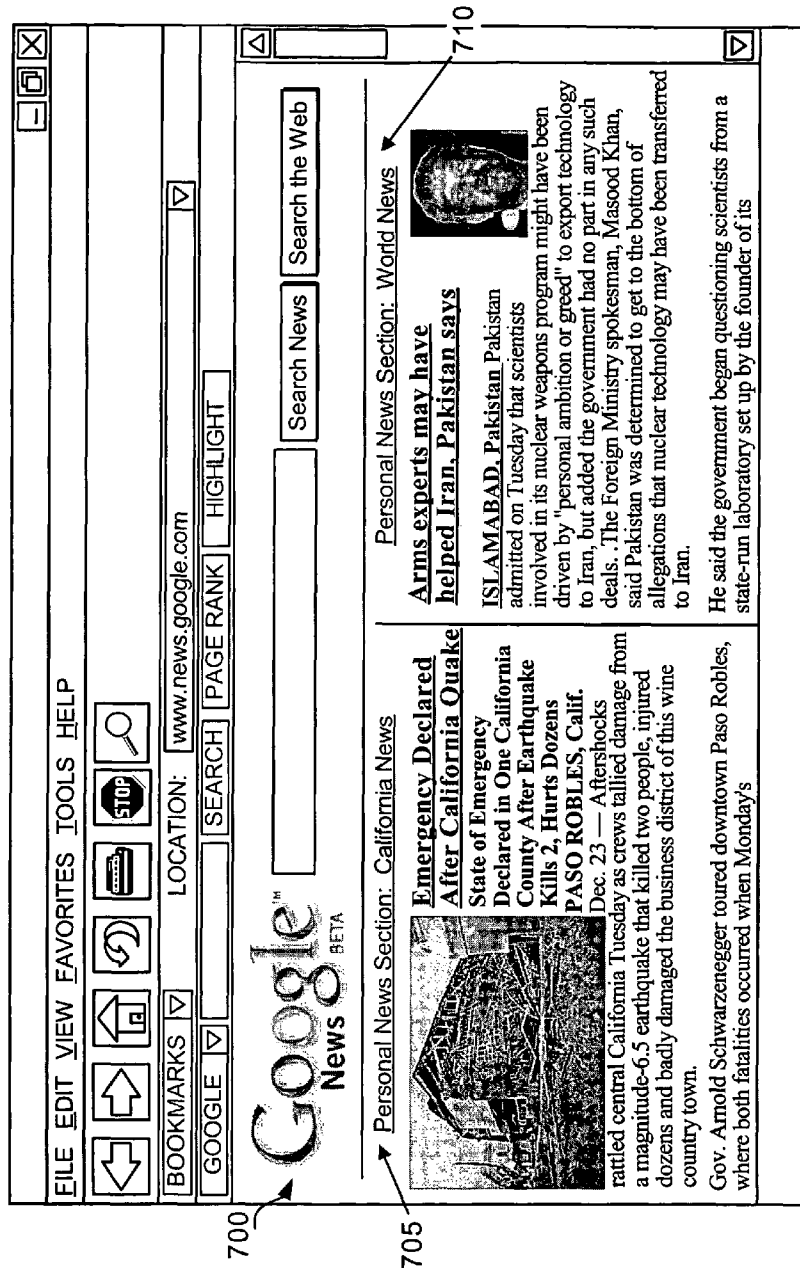 FILE EDIT VIEW FAVORITES TOOLS HELP
STOP
BOOKMARKS LOCATION: www.news.google.com
GOOGLE SEARCH PAGE RANK HIGHLIGHT
700
Google™
News BETA
Search News Search the Web
705
Personal News Section: California News
Emergency Declared
After California Quake
State of Emergency
Declared in One California
County After Earthquake
Kills 2, Hurts Dozens
PASO ROBLES, Calif.
Dec. 23 — Aftershocks
rattled central California Tuesday as crews tallied damage from
a magnitude-6.5 earthquake that killed two people, injured
dozens and badly damaged the business district of this wine
country town.
Gov. Arnold Schwarzenegger toured downtown Paso Robles,
where both fatalities occurred when Monday's
710
Personal News Section: World News
Arms experts may have
helped Iran, Pakistan says
ISLAMABAD, Pakistan Pakistan
admitted on Tuesday that scientists
involved in its nuclear weapons program might have been
driven by "personal ambition or greed" to export technology
to Iran, but added the government had no part in any such
deals. .The Foreign Ministry spokesman, Masood Khan,
said Pakistan was determined to get to the bottom of
allegations that nuclear technology may have been transferred
to Iran.
He said the government began questioning scientists from a
state-run laboratory set up by the founder of its